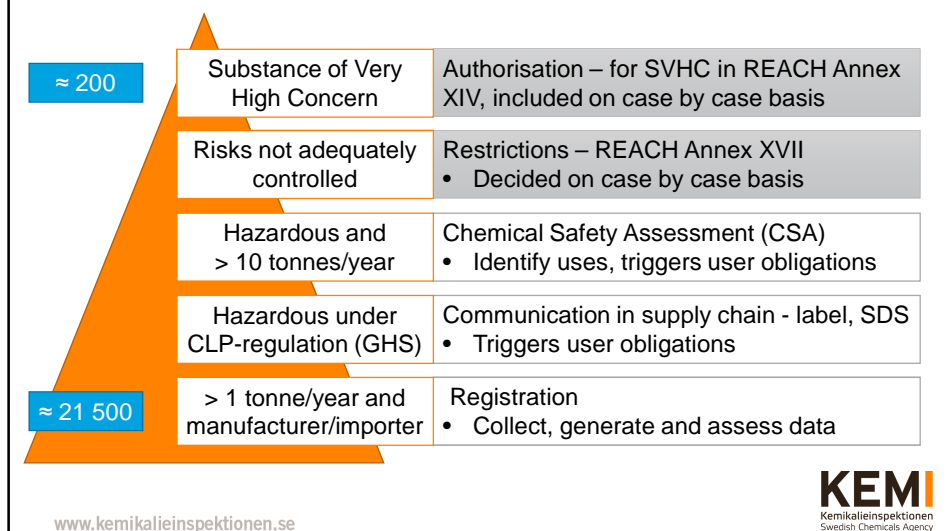 ≈ 200
Substance of Very
High Concern
Authorisation – for SVHC in REACH Annex
XIV, included on case by case basis
Risks not adequately
controlled
Restrictions – REACH Annex XVII
• Decided on case by case basis
Hazardous and
> 10 tonnes/year
Chemical Safety Assessment (CSA)
• Identify uses, triggers user obligations
Hazardous under
CLP-regulation (GHS)
Communication in supply chain - label, SDS
• Triggers user obligations
≈ 21 500
> 1 tonne/year and
manufacturer/importer
Registration
• Collect, generate and assess data
www.kemikalieinspektionen.se
KEMI
Kemikalieinspektionen
Swedish Chemicals Agency